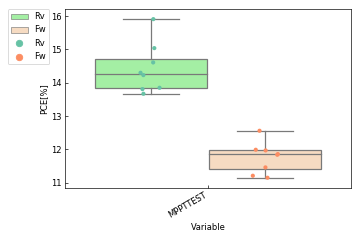 Rv
Fw
Rv
Fw
PCE[%]
16
15
14
13
12
11
MPPTTEST
Variable